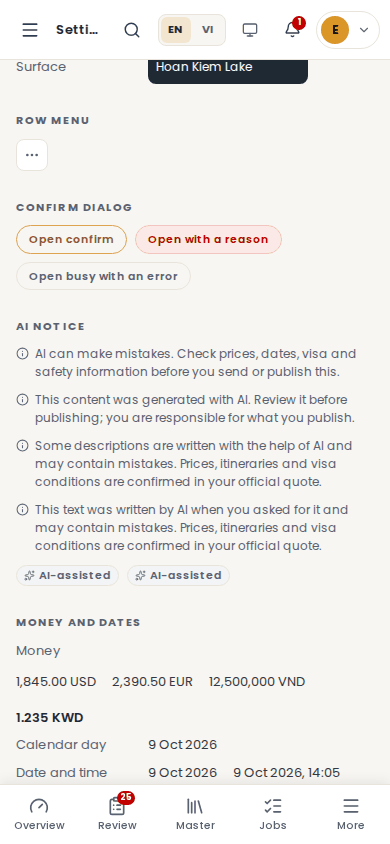 Setti...
EN
VI
1
E
Surface
Hoan Kiem Lake
ROW MENU
CONFIRM DIALOG
Open confirm
Open with a reason
Open busy with an error
AI NOTICE
AI can make mistakes. Check prices, dates, visa and
safety information before you send or publish this.
This content was generated with AI. Review it before
publishing; you are responsible for what you publish.
Some descriptions are written with the help of AI and
may contain mistakes. Prices, itineraries and visa
conditions are confirmed in your official quote.
This text was written by AI when you asked for it and
may contain mistakes. Prices, itineraries and visa
conditions are confirmed in your official quote.
AI-assisted
AI-assisted
MONEY AND DATES
Money
1,845.00 USD 2,390.50 EUR 12,500,000 VND
1.235 KWD
Calendar day 9 Oct 2026
Date and time 9 Oct 2026 9 Oct 2026, 14:05
25
Overview
Review
Master
Jobs
More